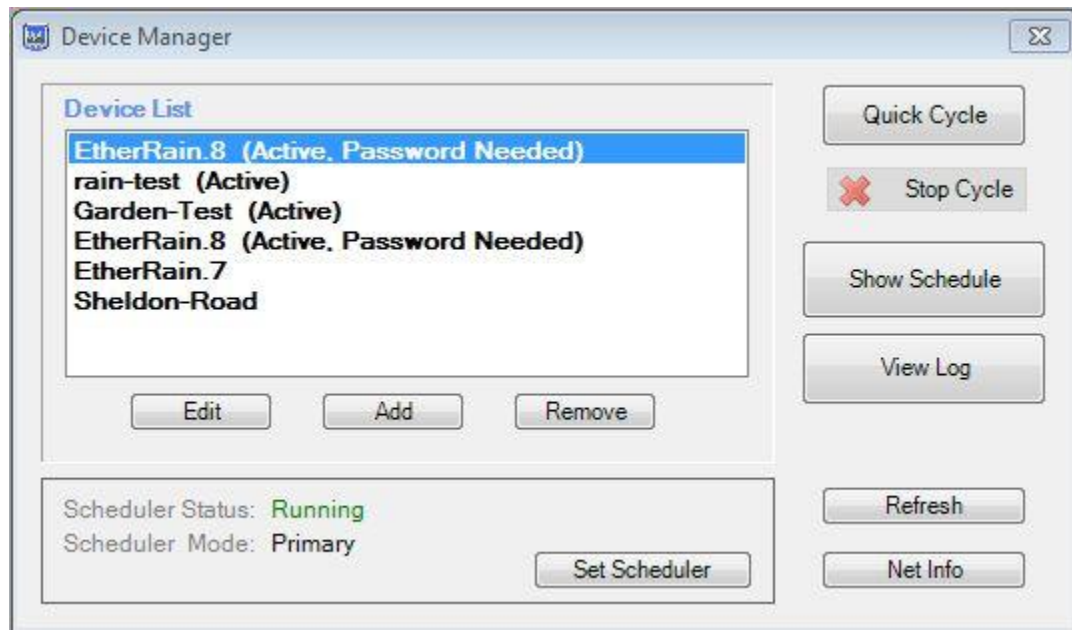 Device Manager
Device List
EtherRain.8 (Active, Password Needed)
rain-test (Active)
Garden-Test (Active)
EtherRain.8 (Active, Password Needed)
EtherRain.7
Sheldon-Road
Edit
Add
Remove
Quick Cycle
Stop Cycle
Show Schedule
View Log
Scheduler Status: Running
Scheduler Mode: Primary
Set Scheduler
Refresh
Net Info